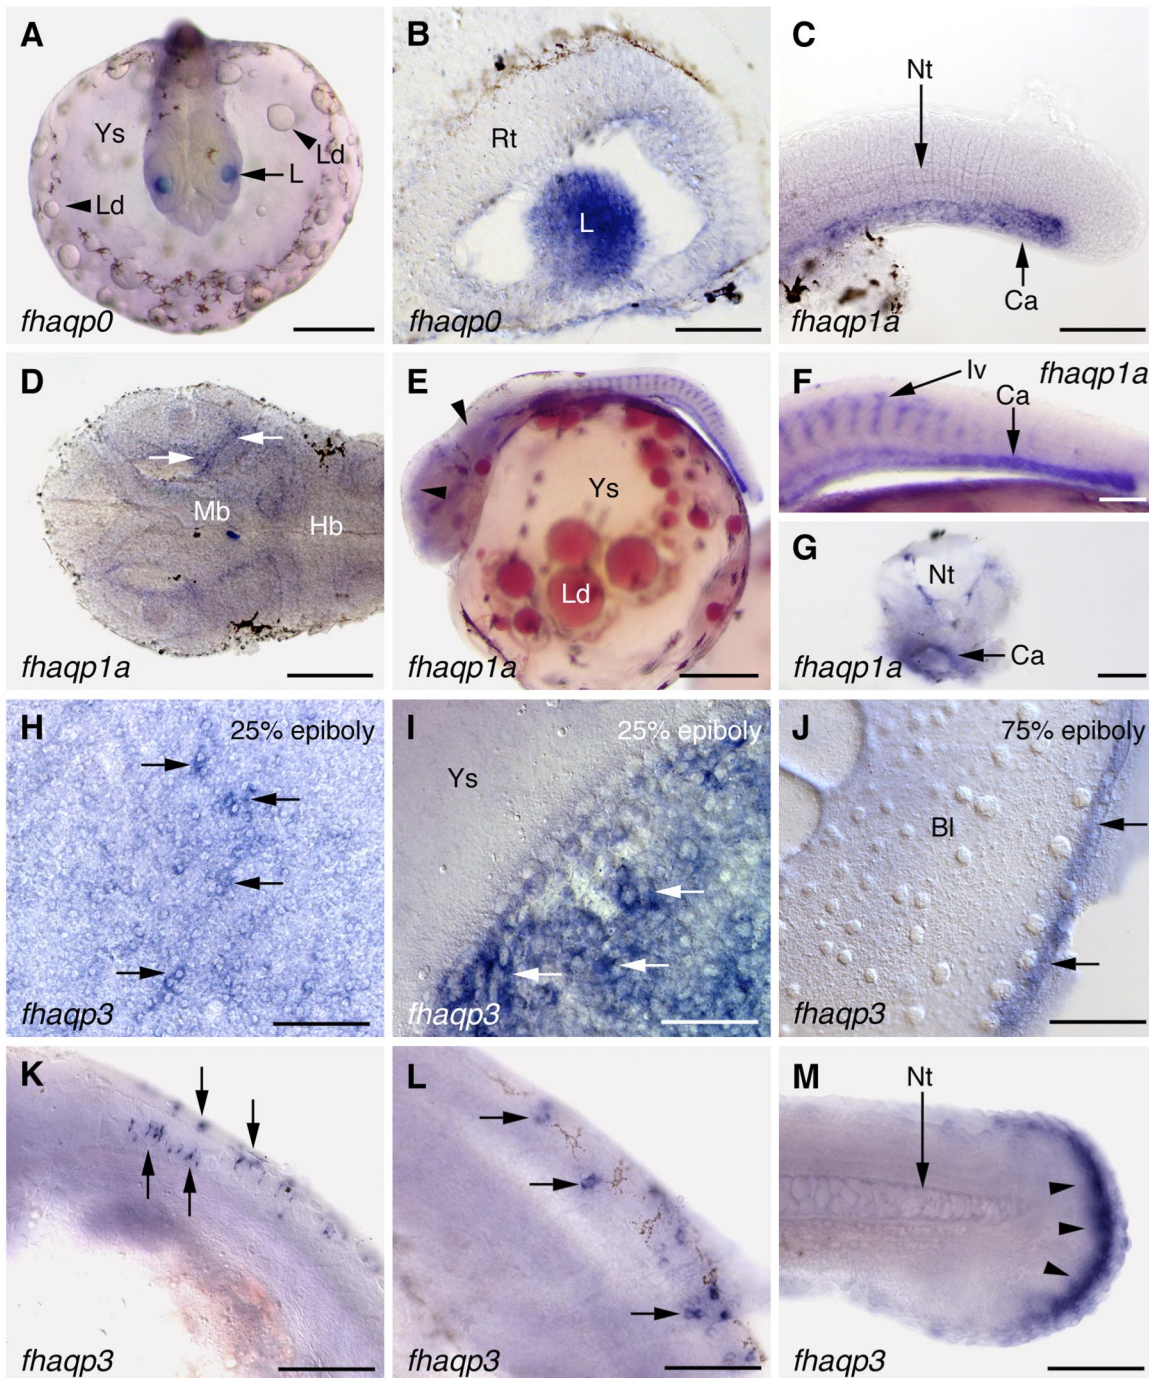 A
Ys
Ld
L
Ld
fhaqp0
B
Rt
L
fhaqp0
C
Nt
Ca
fhaqp1a
D
Mb
Hb
fhaqp1a
E
Ys
Ld
fhaqp1a
F
Iv
fhaqp1a
Ca
G
Nt
Ca
fhaqp1a
H
25% epiboly
fhaqp3
I
25% epiboly
Ys
fhaqp3
J
75% epiboly
Bl
fhaqp3
K
fhaqp3
L
fhaqp3
M
Nt
fhaqp3